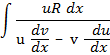 ∫ uR dx / (u dv/dx - v du/dx)